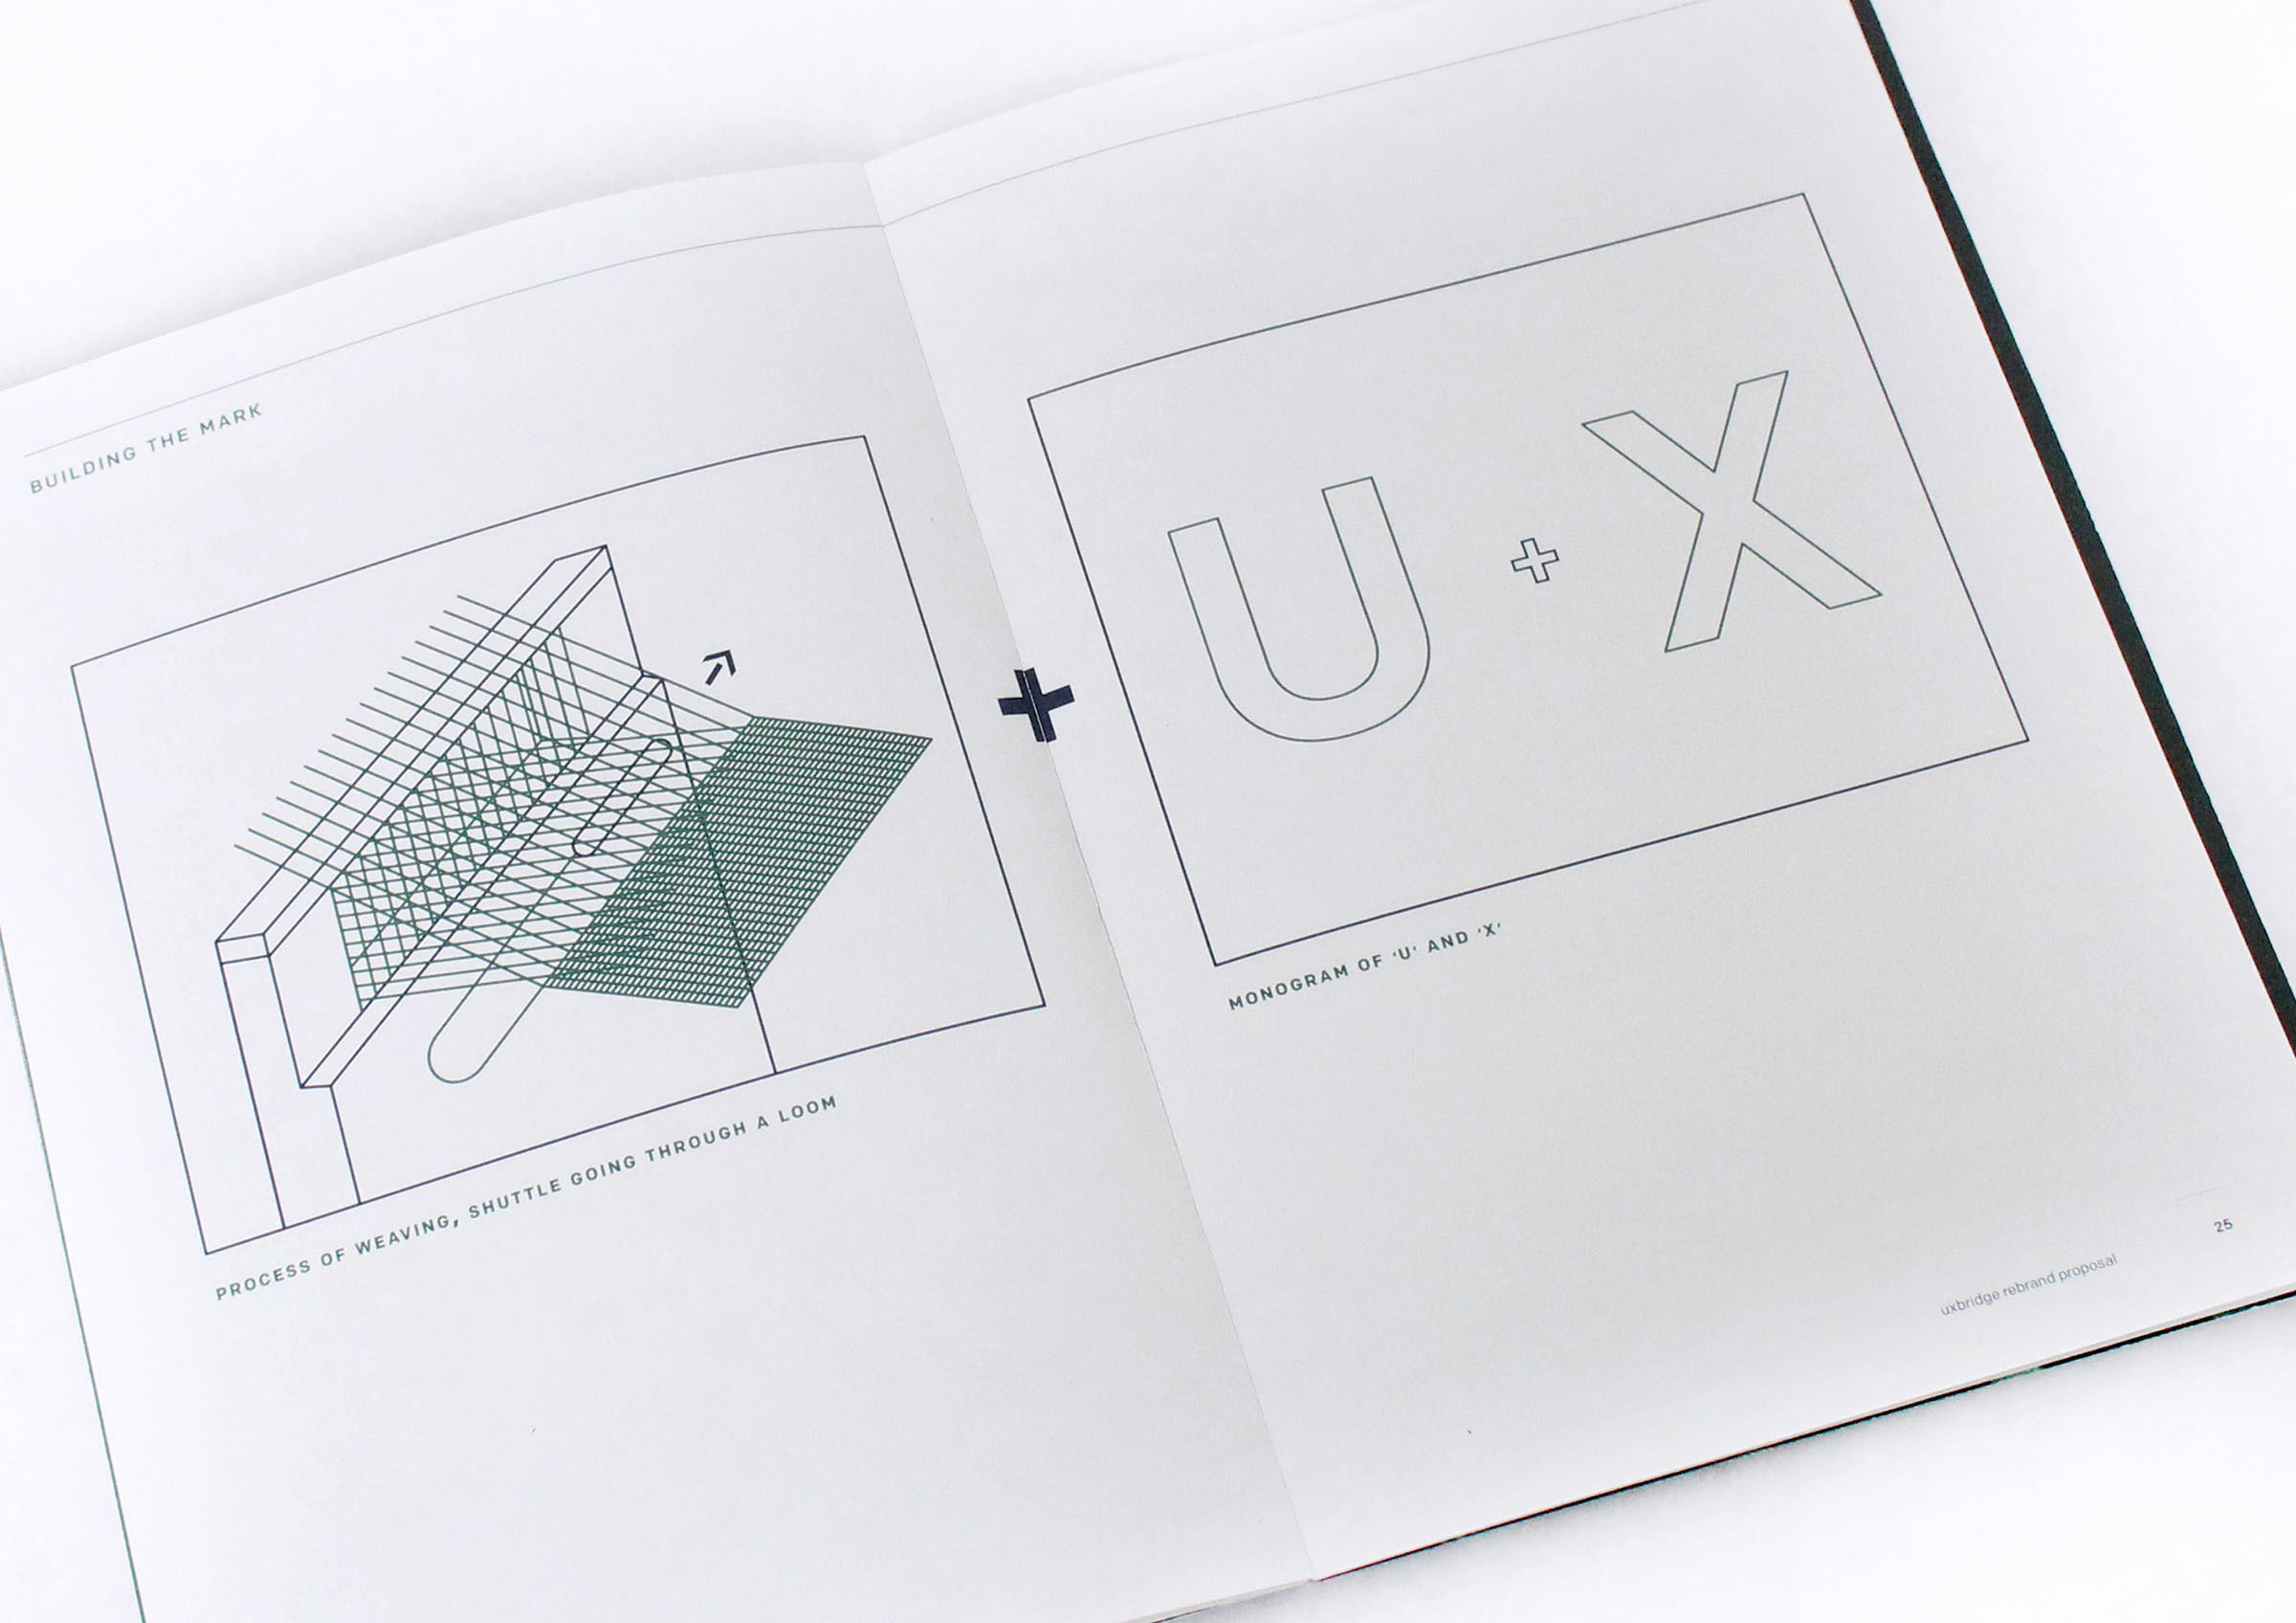 BUILDING THE MARK
PROCESS OF WEAVING, SHUTTLE GOING THROUGH A LOOM
+
U + X
MONOGRAM OF ‘U’ AND ‘X’
25
uxbridge rebrand proposal